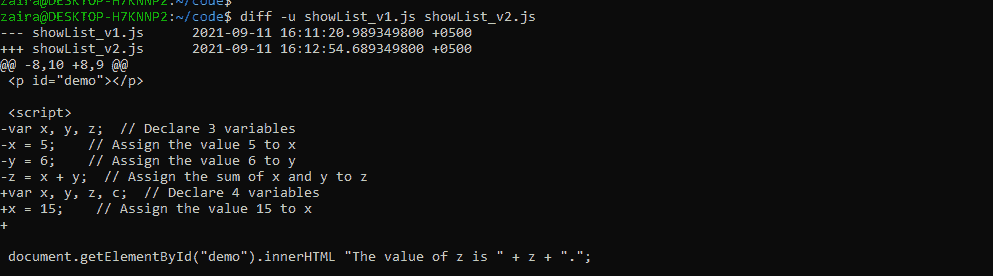 zaira@DESKTOP-H7KNNP2:~/code$
zaira@DESKTOP-H7KNNP2:~/code$ diff -u showList_v1.js showList_v2.js
--- showList_v1.js      2021-09-11 16:11:20.989349800 +0500
+++ showList_v2.js      2021-09-11 16:12:54.689349800 +0500
@@ -8,10 +8,9 @@
 <p id="demo"></p>

 <script>
-var x, y, z;  // Declare 3 variables
-x = 5;    // Assign the value 5 to x
-y = 6;    // Assign the value 6 to y
-z = x + y;  // Assign the sum of x and y to z
+var x, y, z, c;  // Declare 4 variables
+x = 15;    // Assign the value 15 to x
+

 document.getElementById("demo").innerHTML "The value of z is " + z + ".";